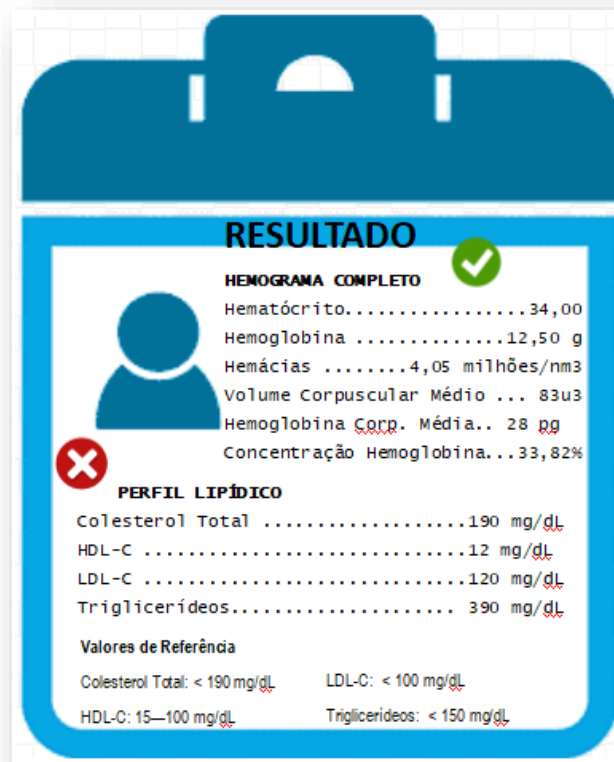 RESULTADO
HEMOGRAMA COMPLETO
Hematócrito.................34,00
Hemoglobina ..............12,50 g
Hemácias ........4,05 milhões/nm3
Volume Corpuscular Médio ... 83u3
Hemoglobina Corp. Média.. 28 pg
Concentração Hemoglobina...33,82%
PERFIL LIPÍDICO
Colesterol Total ...................190 mg/dL
HDL-C ..............................12 mg/dL
LDL-C ..............................120 mg/dL
Triglicerídeos..................... 390 mg/dL
Valores de Referência
Colesterol Total: < 190 mg/dL LDL-C: < 100 mg/dL
HDL-C: 15—100 mg/dL Triglicerídeos: < 150 mg/dL